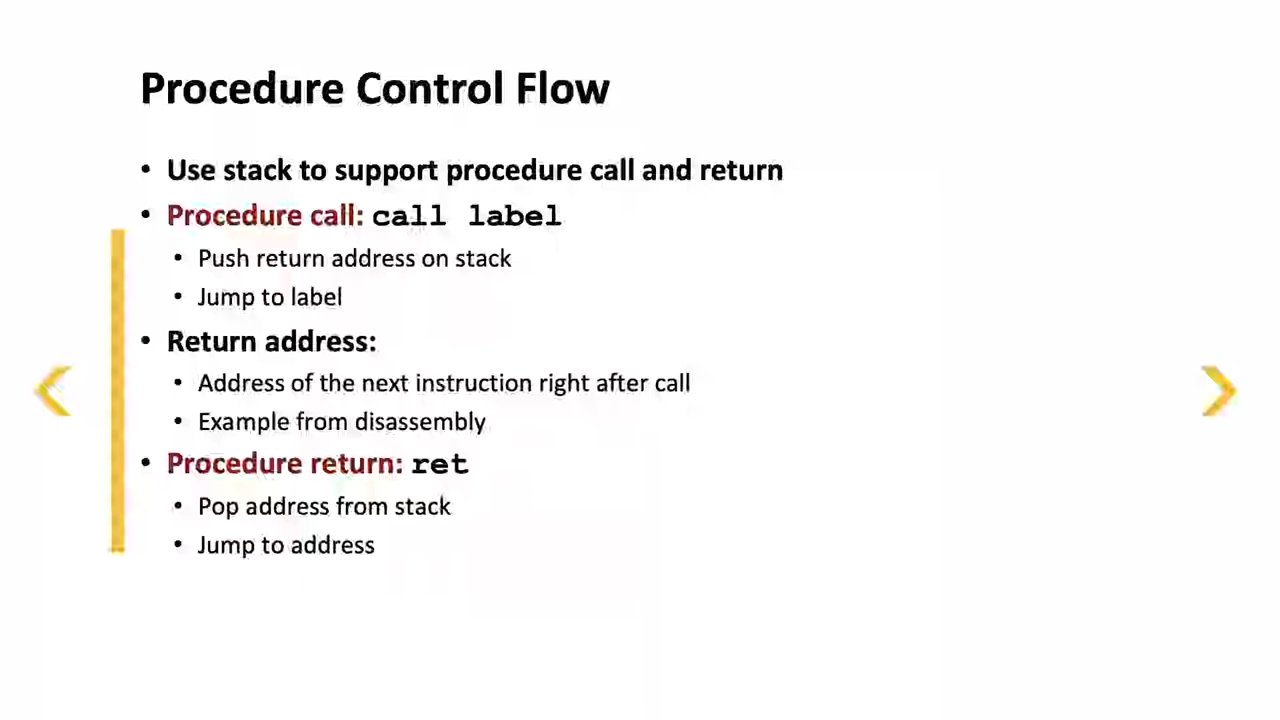 Procedure Control Flow
• Use stack to support procedure call and return
• Procedure call: call label
• Push return address on stack
• Jump to label
• Return address:
• Address of the next instruction right after call
• Example from disassembly
• Procedure return: ret
• Pop address from stack
• Jump to address